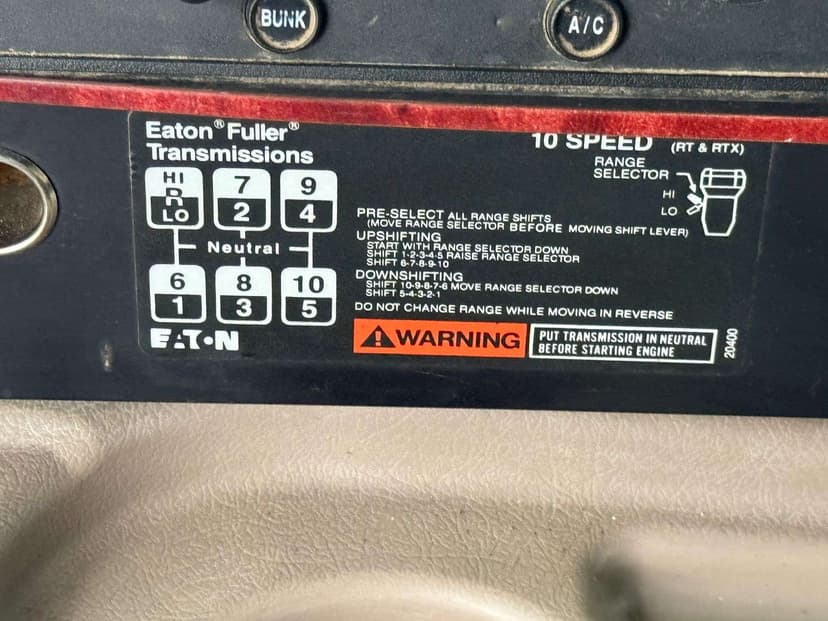 BUNK
A/C
Eaton® Fuller®
Transmissions
10 SPEED (RT & RTX)
RANGE
SELECTOR
HI
LO
HI
R
LO
7
2
9
4
Neutral
6
1
8
3
10
5
PRE-SELECT ALL RANGE SHIFTS
(MOVE RANGE SELECTOR BEFORE MOVING SHIFT LEVER)
UPSHIFTING
START WITH RANGE SELECTOR DOWN
SHIFT 1-2-3-4-5 RAISE RANGE SELECTOR
SHIFT 6-7-8-9-10
DOWNSHIFTING
SHIFT 10-9-8-7-6 MOVE RANGE SELECTOR DOWN
SHIFT 5-4-3-2-1
DO NOT CHANGE RANGE WHILE MOVING IN REVERSE
EATON
WARNING
PUT TRANSMISSION IN NEUTRAL
BEFORE STARTING ENGINE
20400